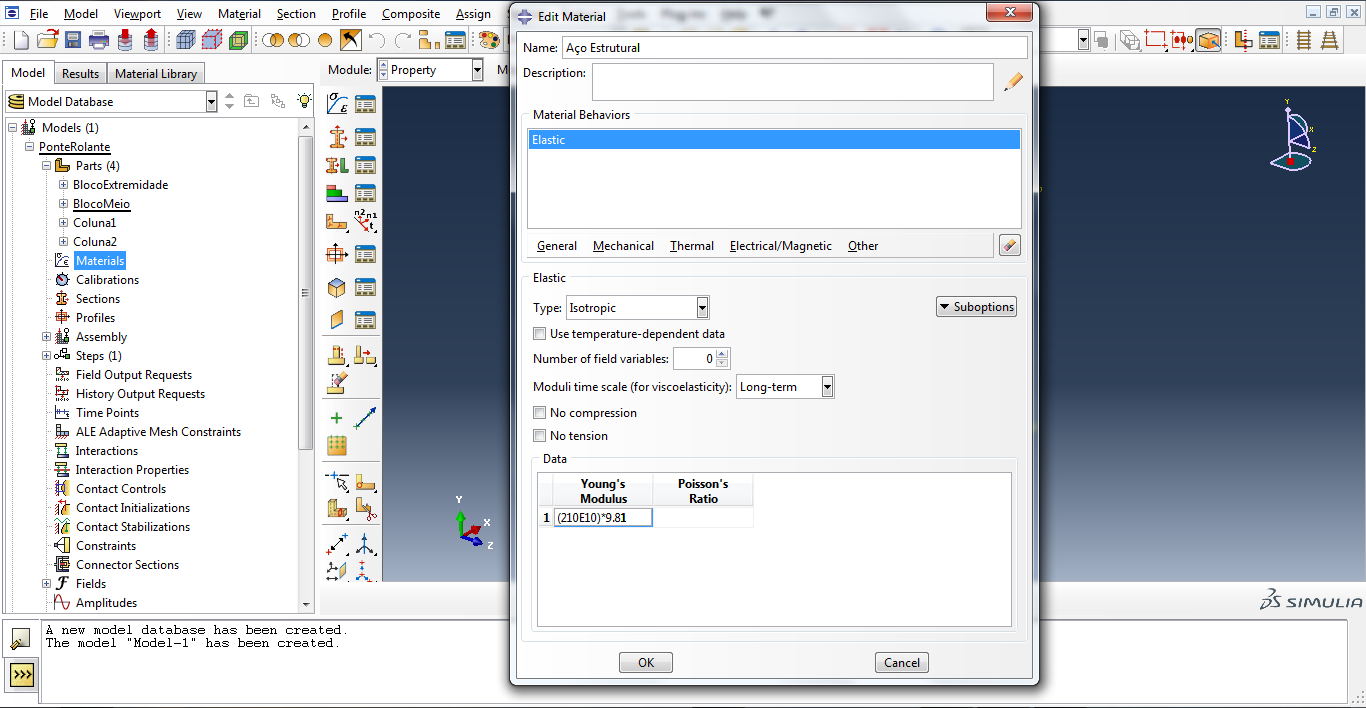 File Model Viewport View Material Section Profile Composite Assign
Edit Material
Model Results Material Library
Module: Property
Model Database
Models (1)
PonteRolante
Parts (4)
BlocoExtremidade
BlocoMeio
Coluna1
Coluna2
Materials
Calibrations
Sections
Profiles
Assembly
Steps (1)
Field Output Requests
History Output Requests
Time Points
ALE Adaptive Mesh Constraints
Interactions
Interaction Properties
Contact Controls
Contact Initializations
Contact Stabilizations
Constraints
Connector Sections
Fields
Amplitudes
Name: Aço Estrutural
Description:
Material Behaviors
Elastic
General Mechanical Thermal Electrical/Magnetic Other
Elastic
Type: Isotropic
Suboptions
Use temperature-dependent data
Number of field variables: 0
Moduli time scale (for viscoelasticity): Long-term
No compression
No tension
Data
Young's Modulus Poisson's Ratio
1 (210E10)*9.81
OK Cancel
Y
X
Z
Y
X
Z
SIMULIA
A new model database has been created.
The model "Model-1" has been created.
>>>